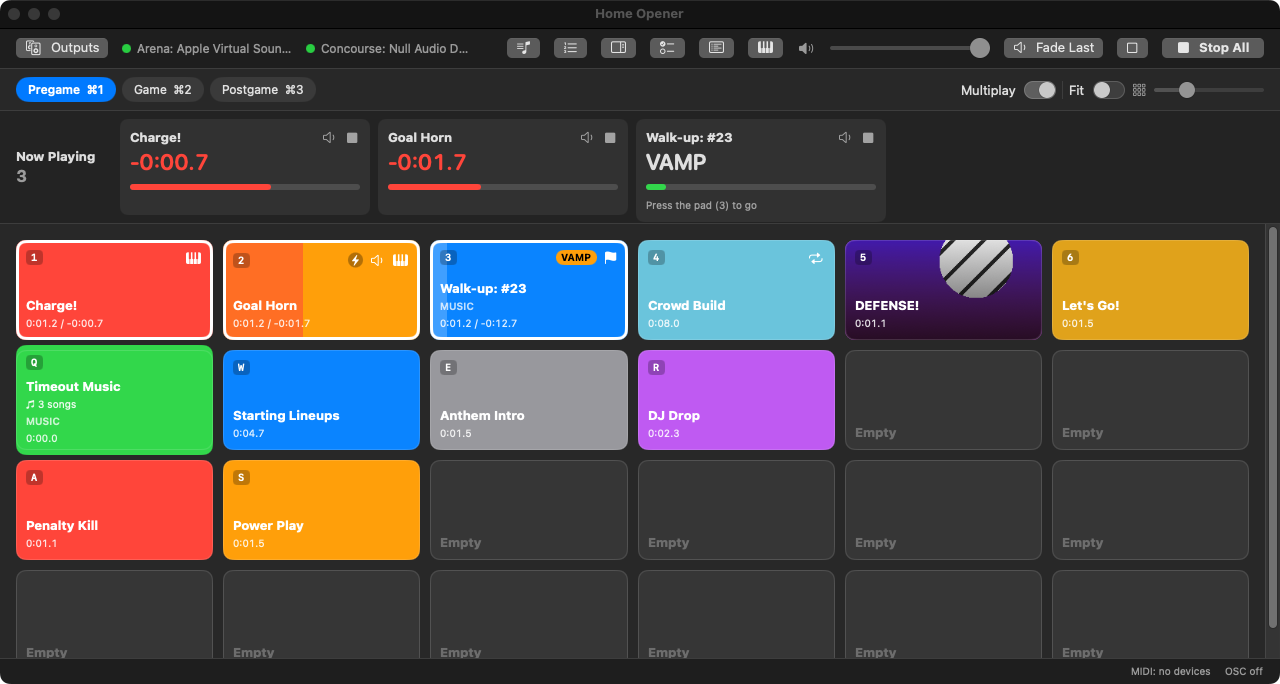 Home Opener
Outputs
Arena: Apple Virtual Soun...
Concourse: Null Audio D...
Fade Last
Stop All
Pregame ⌘1
Game ⌘2
Postgame ⌘3
Multiplay
Fit
Now Playing
3
Charge!
-0:00.7
Goal Horn
-0:01.7
Walk-up: #23
VAMP
Press the pad (3) to go
1
Charge!
0:01.2 / -0:00.7
2
Goal Horn
0:01.2 / -0:01.7
3
VAMP
Walk-up: #23
MUSIC
0:01.2 / -0:12.7
4
Crowd Build
0:08.0
5
DEFENSE!
0:01.1
6
Let's Go!
0:01.5
Q
Timeout Music
3 songs
MUSIC
0:00.0
W
Starting Lineups
0:04.7
E
Anthem Intro
0:01.5
R
DJ Drop
0:02.3
Empty
Empty
A
Penalty Kill
0:01.1
S
Power Play
0:01.5
Empty
Empty
Empty
Empty
Empty
Empty
Empty
Empty
Empty
Empty
MIDI: no devices
OSC off